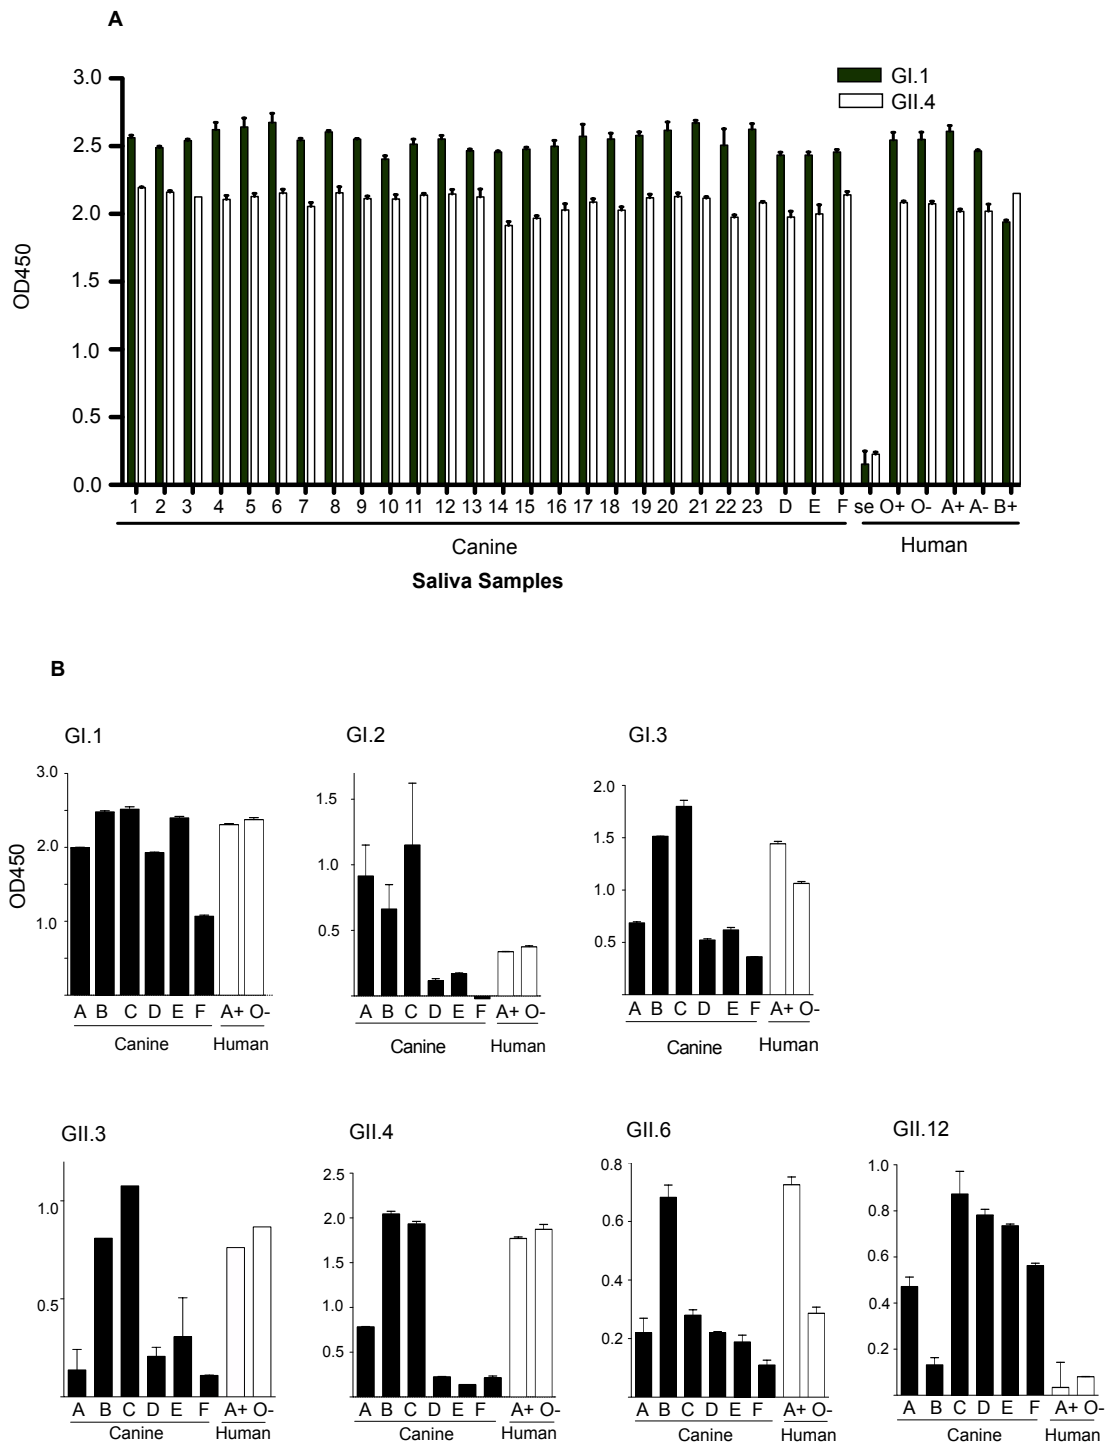 A
3.0
2.5
2.0
1.5
1.0
0.5
0.0
OD450
GI.1
GII.4
1 2 3 4 5 6 7 8 9 10 11 12 13 14 15 16 17 18 19 20 21 22 23 D E F se O+ O- A+ A- B+
Canine Human
Saliva Samples
B
GI.1
3.0
2.0
1.0
OD450
A B C D E F A+ O-
Canine Human
GI.2
1.5
1.0
0.5
A B C D E F A+ O-
Canine Human
GI.3
2.0
1.5
1.0
0.5
A B C D E F A+ O-
Canine Human
GII.3
1.0
0.5
A B C D E F A+ O-
Canine Human
GII.4
2.5
2.0
1.5
1.0
0.5
A B C D E F A+ O-
Canine Human
GII.6
0.8
0.6
0.4
0.2
A B C D E F A+ O-
Canine Human
GII.12
1.0
0.8
0.6
0.4
0.2
A B C D E F A+ O-
Canine Human